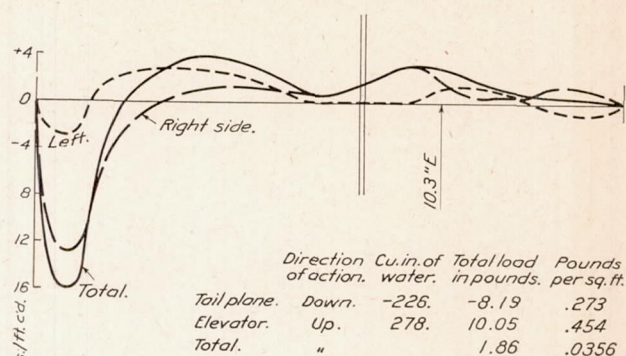 +4
0
-4
8
12
16
Left.
Right side.
Total.
10.3"E
s./ft. c'd.
Direction of action. Cu. in. of water. Total load in pounds. Pounds per sq. ft.
Tail plane. Down. -226. -8.19 .273
Elevator. Up. 278. 10.05 .454
Total. " 1.86 .0356